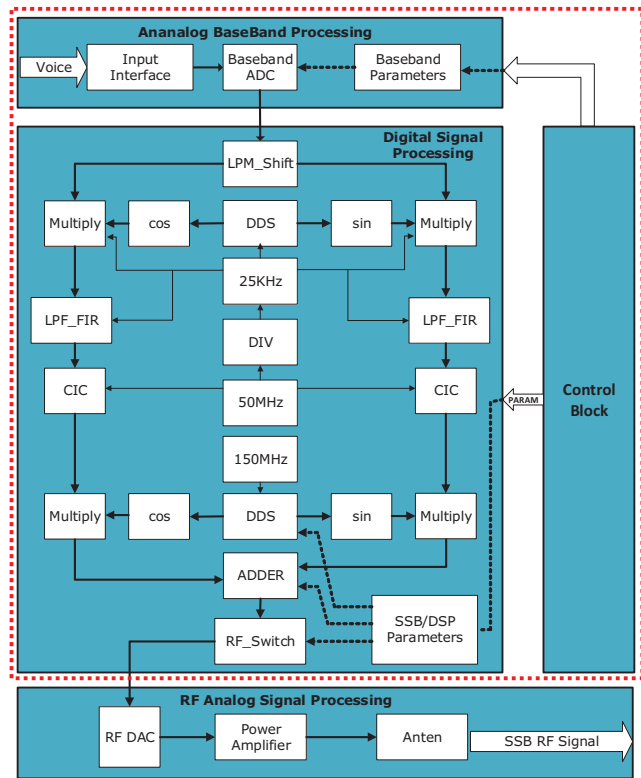 Ananalog BaseBand Processing
Voice
Input
Interface
Baseband
ADC
Baseband
Parameters
Digital Signal
Processing
LPM_Shift
Multiply
cos
DDS
sin
Multiply
25KHz
LPF_FIR
LPF_FIR
DIV
CIC
50MHz
CIC
PARAM
Control
Block
150MHz
Multiply
cos
DDS
sin
Multiply
ADDER
SSB/DSP
Parameters
RF_Switch
RF Analog Signal Processing
RF DAC
Power
Amplifier
Anten
SSB RF Signal